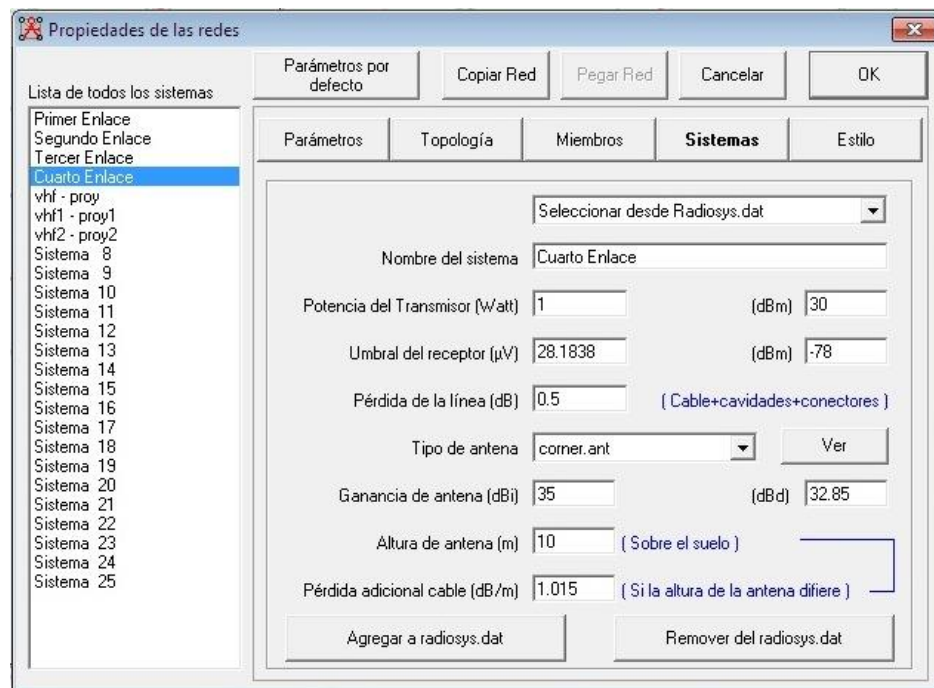 Propiedades de las redes
Parámetros por defecto
Copiar Red
Pegar Red
Cancelar
OK
Lista de todos los sistemas
Primer Enlace
Segundo Enlace
Tercer Enlace
Cuarto Enlace
vhf - proy
vhf1 - proy1
vhf2 - proy2
Sistema 8
Sistema 9
Sistema 10
Sistema 11
Sistema 12
Sistema 13
Sistema 14
Sistema 15
Sistema 16
Sistema 17
Sistema 18
Sistema 19
Sistema 20
Sistema 21
Sistema 22
Sistema 23
Sistema 24
Sistema 25
Parámetros
Topología
Miembros
Sistemas
Estilo
Seleccionar desde Radiosys.dat
Nombre del sistema Cuarto Enlace
Potencia del Transmisor (Watt) 1 (dBm) 30
Umbral del receptor (µV) 28.1838 (dBm) -78
Pérdida de la línea (dB) 0.5 ( Cable+cavidades+conectores )
Tipo de antena corner.ant Ver
Ganancia de antena (dBi) 35 (dBd) 32.85
Altura de antena (m) 10 ( Sobre el suelo )
Pérdida adicional cable (dB/m) 1.015 ( Si la altura de la antena difiere )
Agregar a radiosys.dat
Remover del radiosys.dat